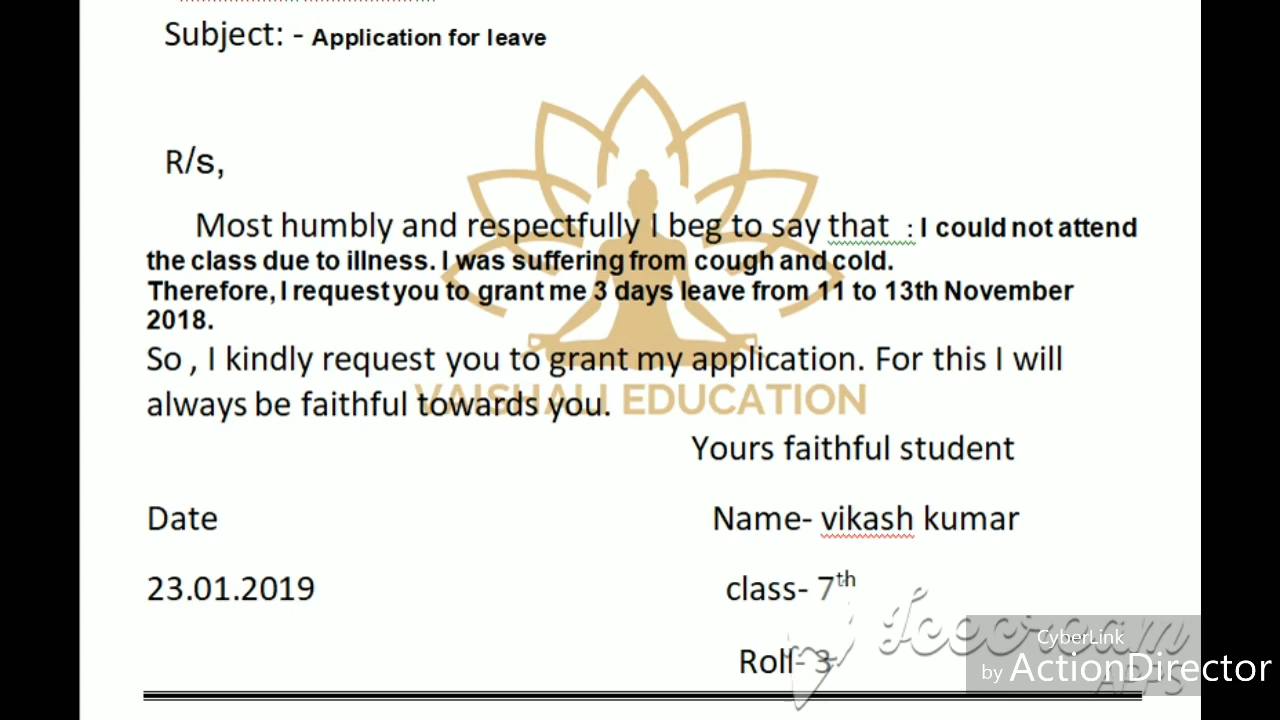 Subject: - Application for leave
R/s,
Most humbly and respectfully I beg to say that : I could not attend
the class due to illness. I was suffering from cough and cold.
Therefore, I request you to grant me 3 days leave from 11 to 13th November
2018.
So , I kindly request you to grant my application. For this I will
always be faithful towards you.
VAISHALI EDUCATION
Yours faithful student
Date
Name- vikash kumar
23.01.2019
class- 7th
Roll- 3
Icecream
APPS
CyberLink
by ActionDirector